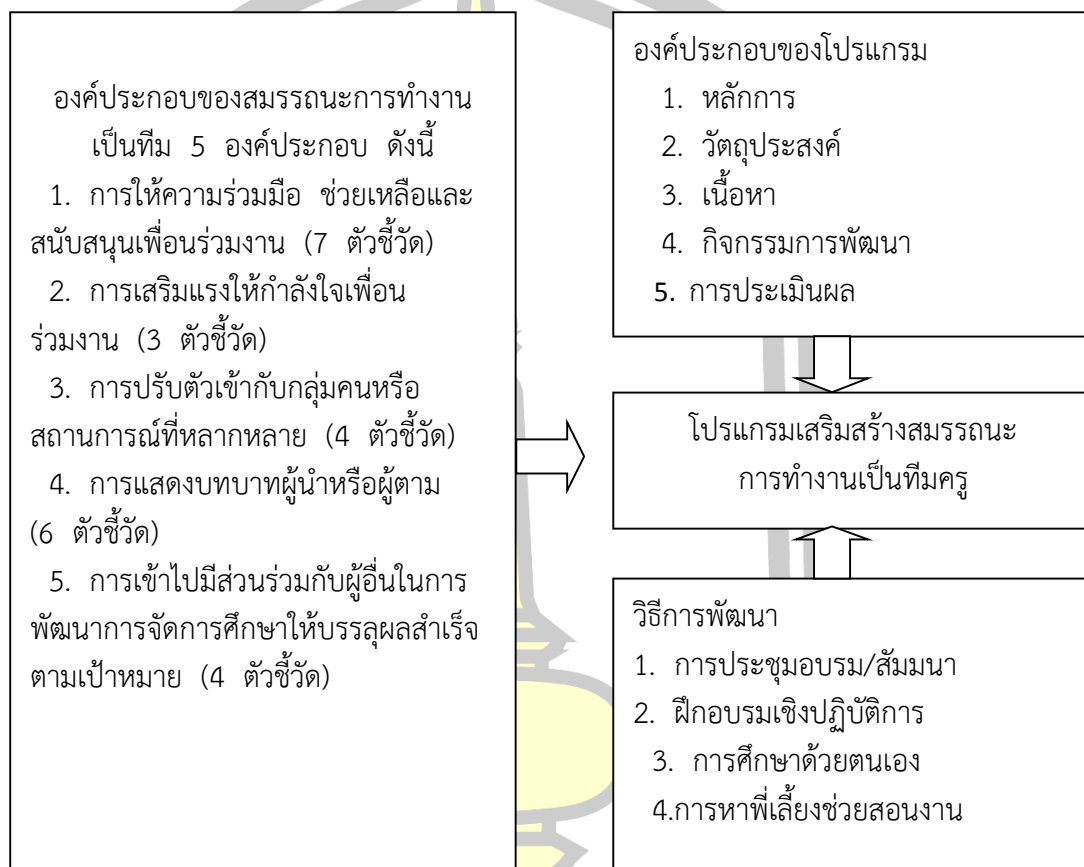 องค์ประกอบของสมรรถนะการทำงาน
เป็นทีม 5 องค์ประกอบ ดังนี้
1. การให้ความร่วมมือ ช่วยเหลือและ
สนับสนุนเพื่อนร่วมงาน (7 ตัวชี้วัด)
2. การเสริมแรงให้กำลังใจเพื่อน
ร่วมงาน (3 ตัวชี้วัด)
3. การปรับตัวเข้ากับกลุ่มคนหรือ
สถานการณ์ที่หลากหลาย (4 ตัวชี้วัด)
4. การแสดงบทบาทผู้นำหรือผู้ตาม
(6 ตัวชี้วัด)
5. การเข้าไปมีส่วนร่วมกับผู้อื่นในการ
พัฒนาการจัดการศึกษาให้บรรลุผลสำเร็จ
ตามเป้าหมาย (4 ตัวชี้วัด)
องค์ประกอบของโปรแกรม
1. หลักการ
2. วัตถุประสงค์
3. เนื้อหา
4. กิจกรรมการพัฒนา
5. การประเมินผล
โปรแกรมเสริมสร้างสมรรถนะ
การทำงานเป็นทีมครู
วิธีการพัฒนา
1. การประชุมอบรม/สัมมนา
2. ฝึกอบรมเชิงปฏิบัติการ
3. การศึกษาด้วยตนเอง
4.การหาพี่เลี้ยงช่วยสอนงาน